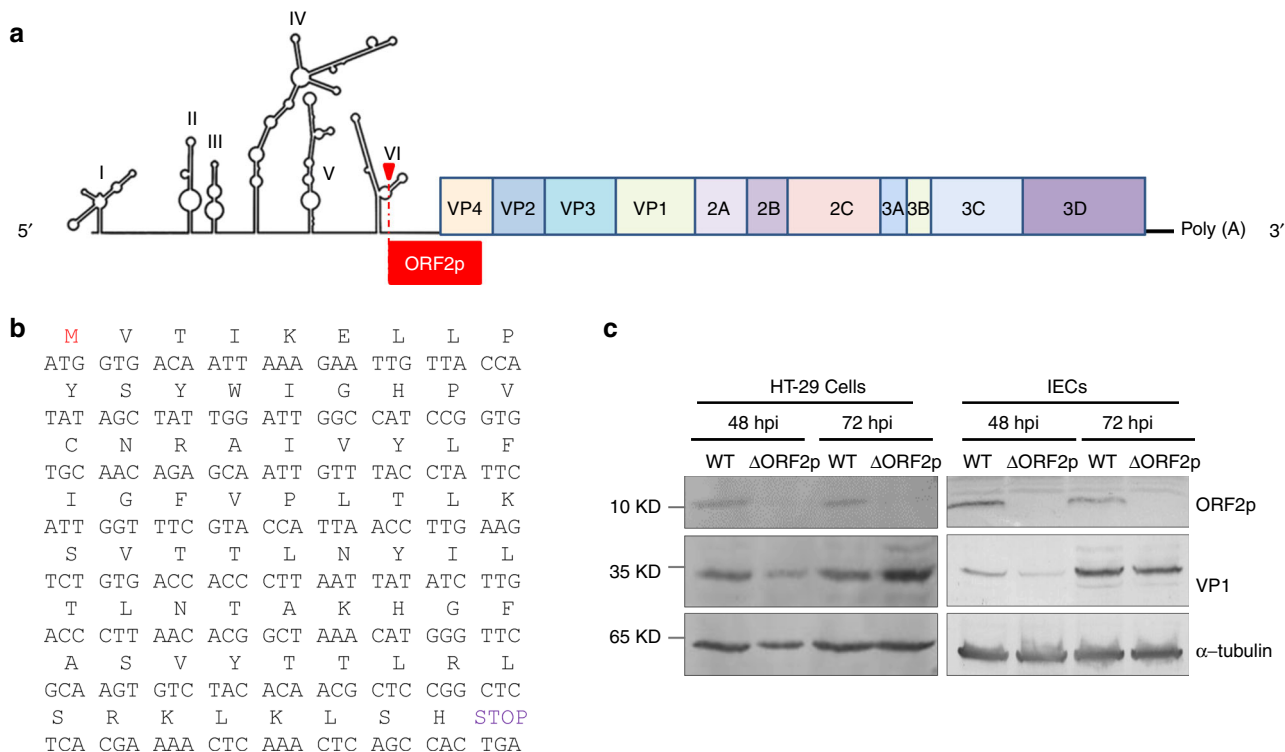 a
IV
II
III
I
V
VI
5′
VP4 VP2 VP3 VP1 2A 2B 2C 3A 3B 3C 3D
Poly (A) 3′
ORF2p
b
M V T I K E L L P
ATG GTG ACA ATT AAA GAA TTG TTA CCA
Y S Y W I G H P V
TAT AGC TAT TGG ATT GGC CAT CCG GTG
C N R A I V Y L F
TGC AAC AGA GCA ATT GTT TAC CTA TTC
I G F V P L T L K
ATT GGT TTC GTA CCA TTA ACC TTG AAG
S V T T L N Y I L
TCT GTG ACC ACC CTT AAT TAT ATC TTG
T L N T A K H G F
ACC CTT AAC ACG GCT AAA CAT GGG TTC
A S V Y T T L R L
GCA AGT GTC TAC ACA ACG CTC CGG CTC
S R K L K L S H STOP
TCA CGA AAA CTC AAA CTC AGC CAC TGA
c
HT-29 Cells IECs
48 hpi 72 hpi 48 hpi 72 hpi
WT ΔORF2p WT ΔORF2p WT ΔORF2p WT ΔORF2p
10 KD ORF2p
35 KD VP1
65 KD α–tubulin